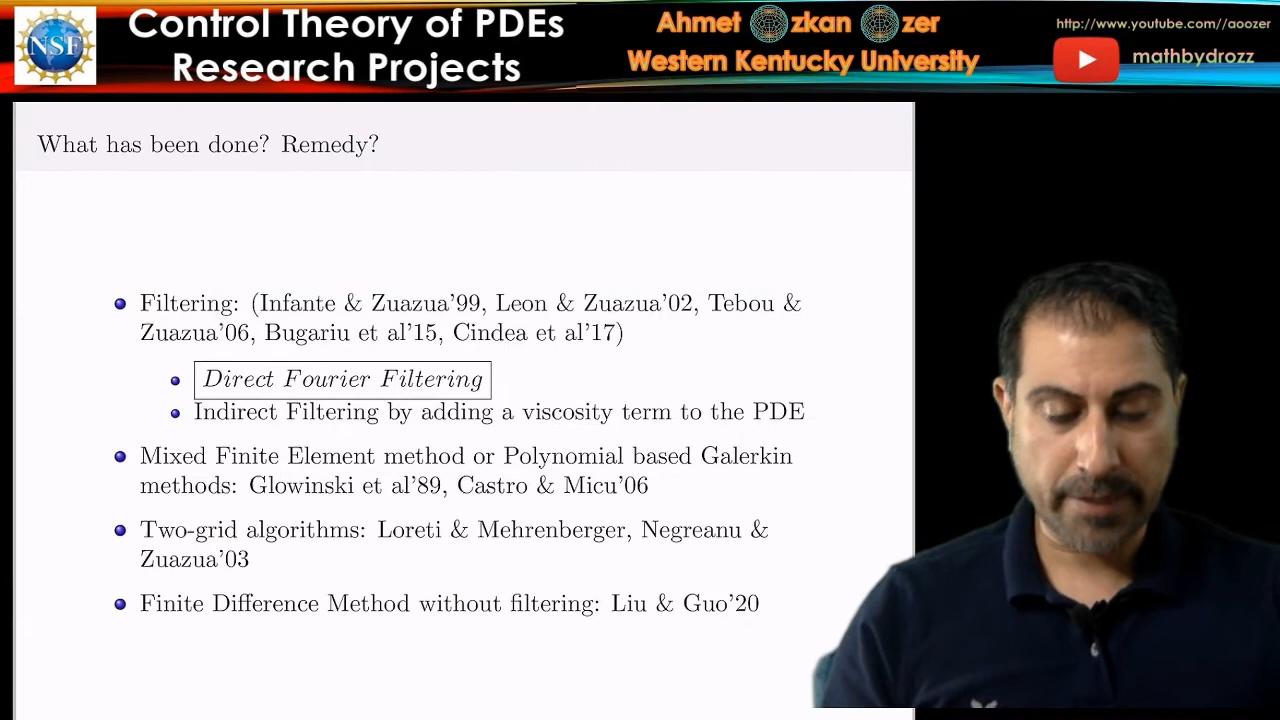 NSF
Control Theory of PDEs
Research Projects
Ahmet Ozkan Ozer
Western Kentucky University
http://www.youtube.com//aoozer
mathbydrozz
What has been done? Remedy?
Filtering: (Infante & Zuazua'99, Leon & Zuazua'02, Tebou &
Zuazua'06, Bugariu et al'15, Cindea et al'17)
Direct Fourier Filtering
Indirect Filtering by adding a viscosity term to the PDE
Mixed Finite Element method or Polynomial based Galerkin
methods: Glowinski et al'89, Castro & Micu'06
Two-grid algorithms: Loreti & Mehrenberger, Negreanu &
Zuazua'03
Finite Difference Method without filtering: Liu & Guo'20